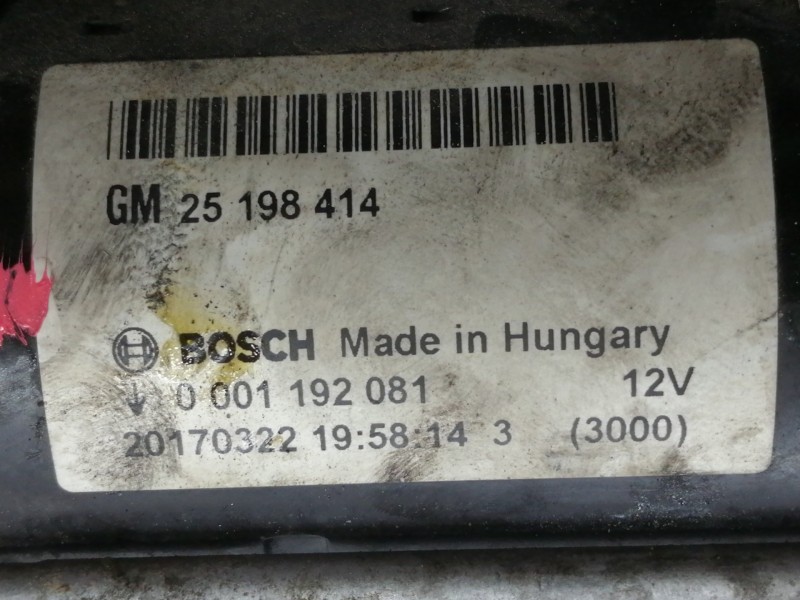 GM 25 198 414
BOSCH Made in Hungary
0 001 192 081 12V
20170322 19:58:14 3 (3000)